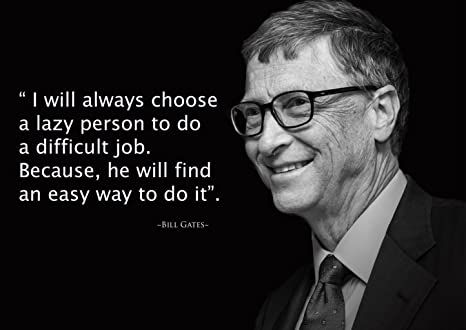 “ I will always choose
a lazy person to do
a difficult job.
Because, he will find
an easy way to do it”.
~Bill Gates~